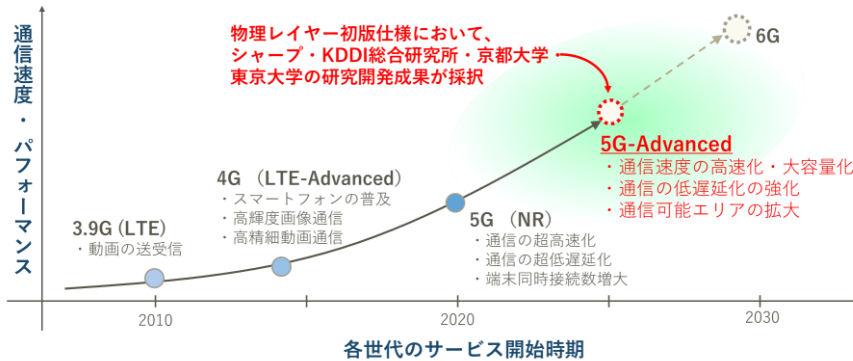 通信速度・パフォーマンス
物理レイヤー初版仕様において、
シャープ・KDDI総合研究所・京都大学・
東京大学の研究開発成果が採択
6G
5G-Advanced
・通信速度の高速化・大容量化
・通信の低遅延化の強化
・通信可能エリアの拡大
4G （LTE-Advanced）
・スマートフォンの普及
・高輝度画像通信
・高精細動画通信
3.9G (LTE)
・動画の送受信
5G （NR）
・通信の超高速化
・通信の超低遅延化
・端末同時接続数増大
2010
2020
2030
各世代のサービス開始時期